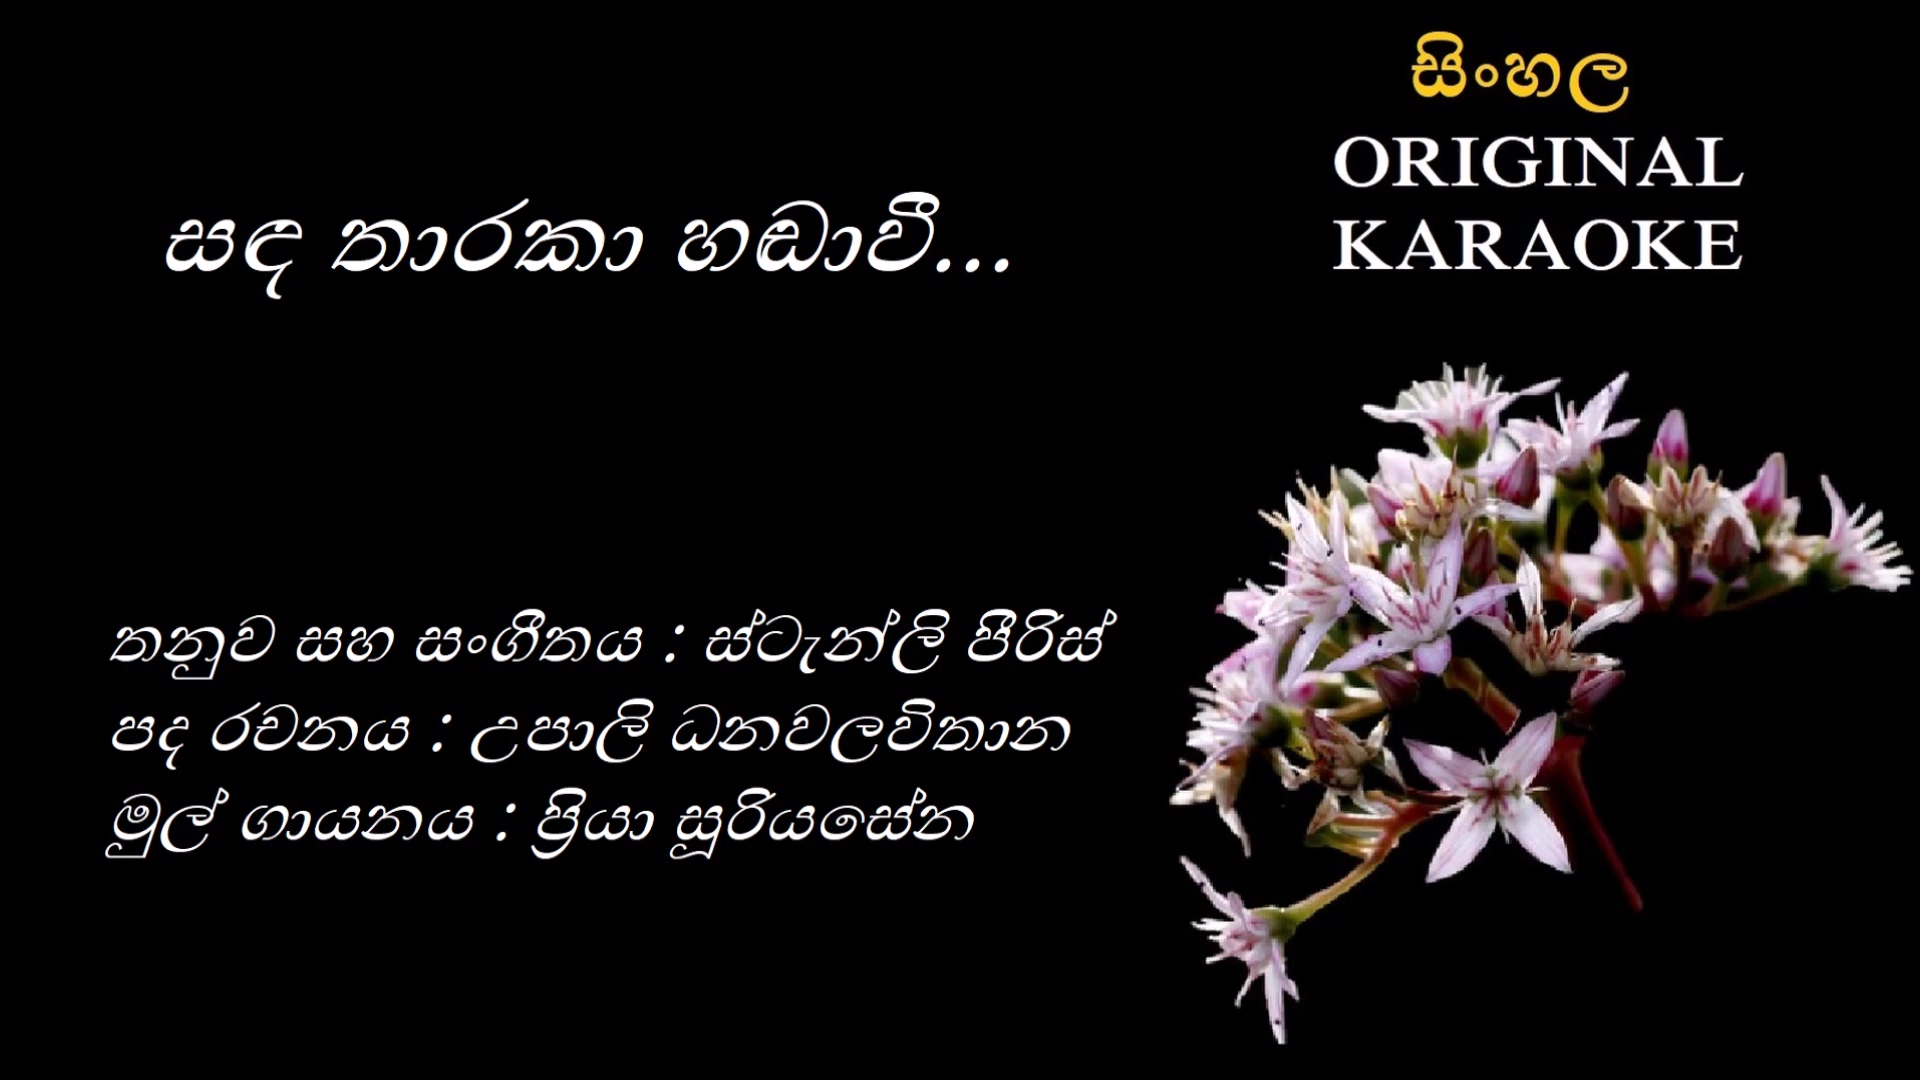 සිංහල
ORIGINAL
KARAOKE
සඳ තාරකා හඬාවී...
තනුව සහ සංගීතය : ස්ටැන්ලි පීරිස්
පද රචනය : උපාලි ධනවලවිතාන
මුල් ගායනය : ප්‍රියා සූරියසේන